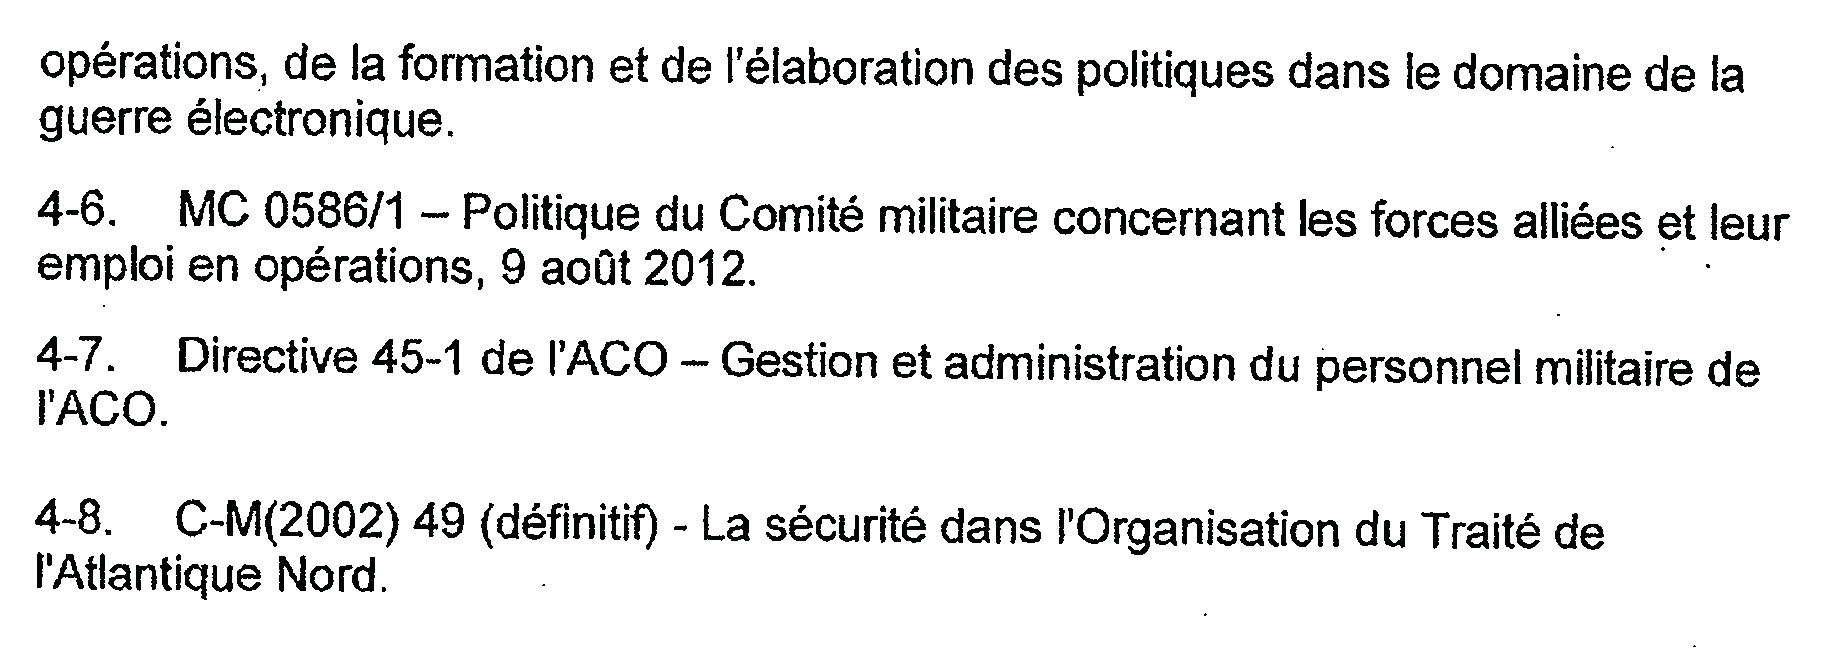 opérations, de la formation et de l'élaboration des politiques dans le domaine de la
guerre électronique.
4-6. MC 0586/1 – Politique du Comité militaire concernant les forces alliées et leur
emploi en opérations, 9 août 2012.
4-7. Directive 45-1 de l'ACO – Gestion et administration du personnel militaire de
l'ACO.
4-8. C-M(2002) 49 (définitif) - La sécurité dans l'Organisation du Traité de
l'Atlantique Nord.